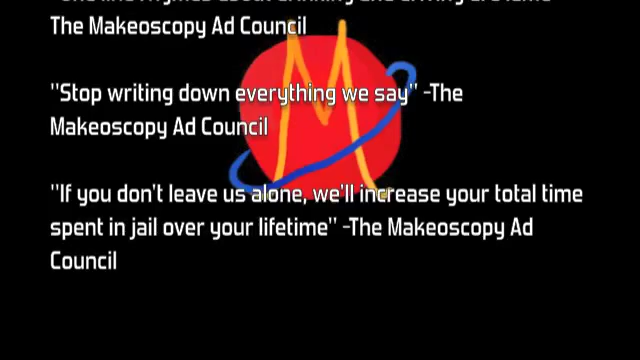 The Makeoscopy Ad Council
"Stop writing down everything we say" -The
Makeoscopy Ad Council
"If you don't leave us alone, we'll increase your total time
spent in jail over your lifetime" -The Makeoscopy Ad
Council
M